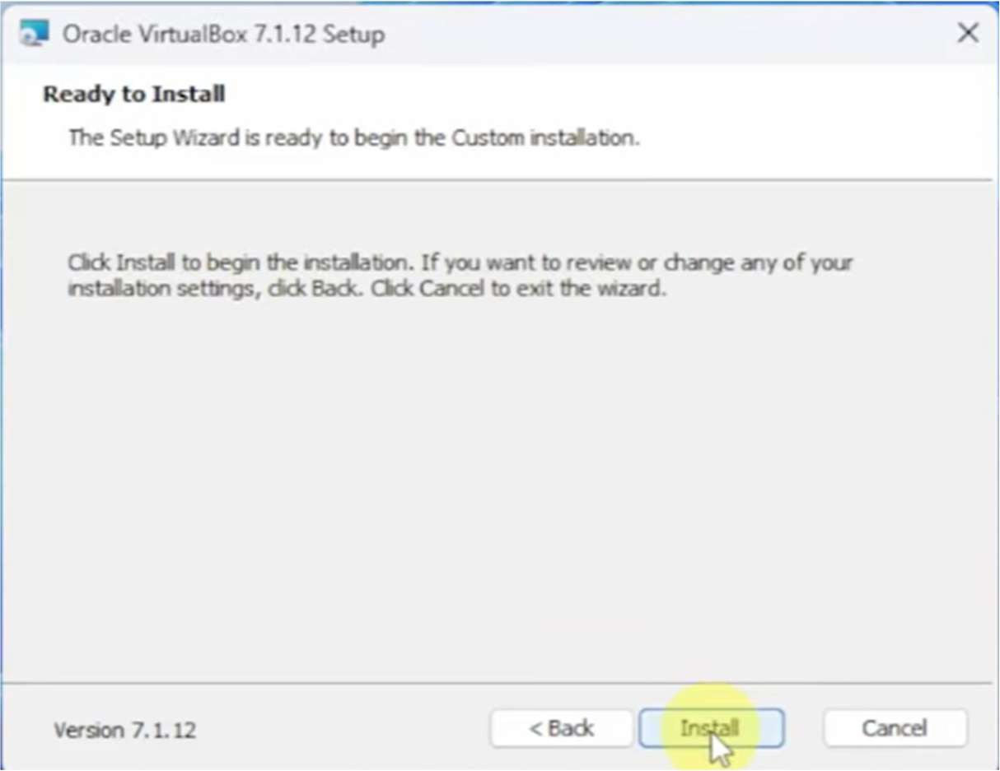 Oracle VirtualBox 7.1.12 Setup
Ready to Install
The Setup Wizard is ready to begin the Custom installation.
Click Install to begin the installation. If you want to review or change any of your
installation settings, click Back. Click Cancel to exit the wizard.
Version 7.1.12
< Back
Install
Cancel